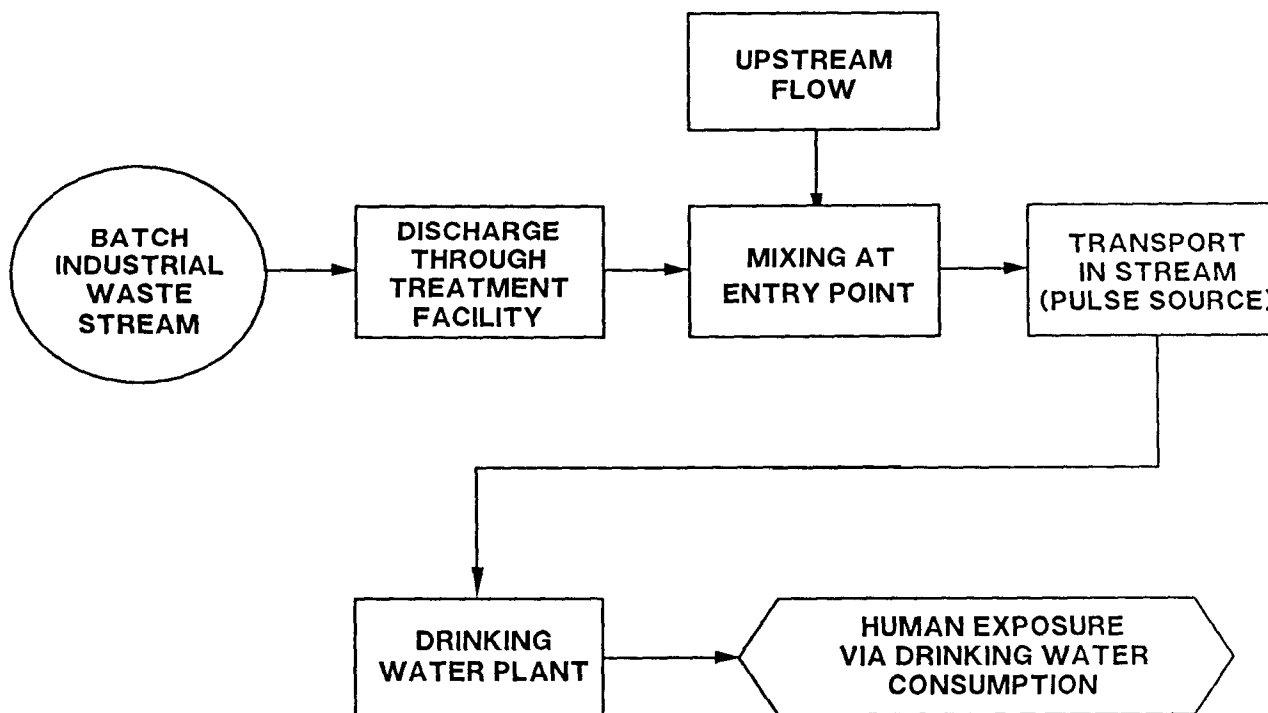 UPSTREAM
FLOW
BATCH
INDUSTRIAL
WASTE
STREAM
DISCHARGE
THROUGH
TREATMENT
FACILITY
MIXING AT
ENTRY POINT
TRANSPORT
IN STREAM
(PULSE SOURCE)
DRINKING
WATER PLANT
HUMAN EXPOSURE
VIA DRINKING WATER
CONSUMPTION